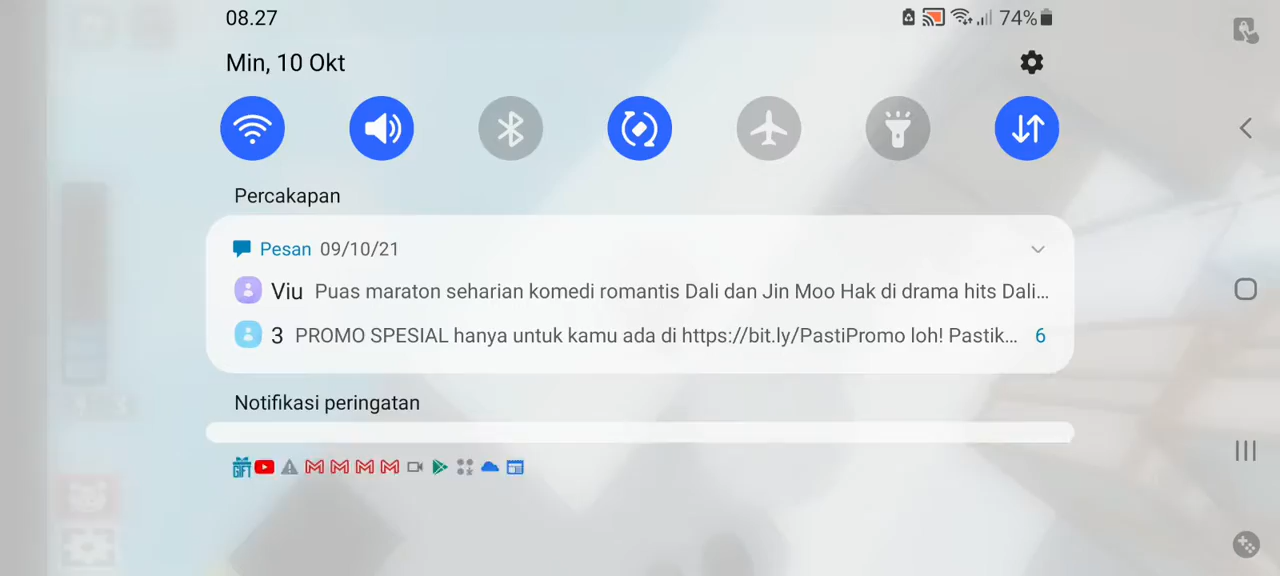 08.27
74%
Min, 10 Okt
Percakapan
Pesan 09/10/21
Viu Puas maraton seharian komedi romantis Dali dan Jin Moo Hak di drama hits Dali...
3 PROMO SPESIAL hanya untuk kamu ada di https://bit.ly/PastiPromo loh! Pastik... 6
Notifikasi peringatan
GIFT